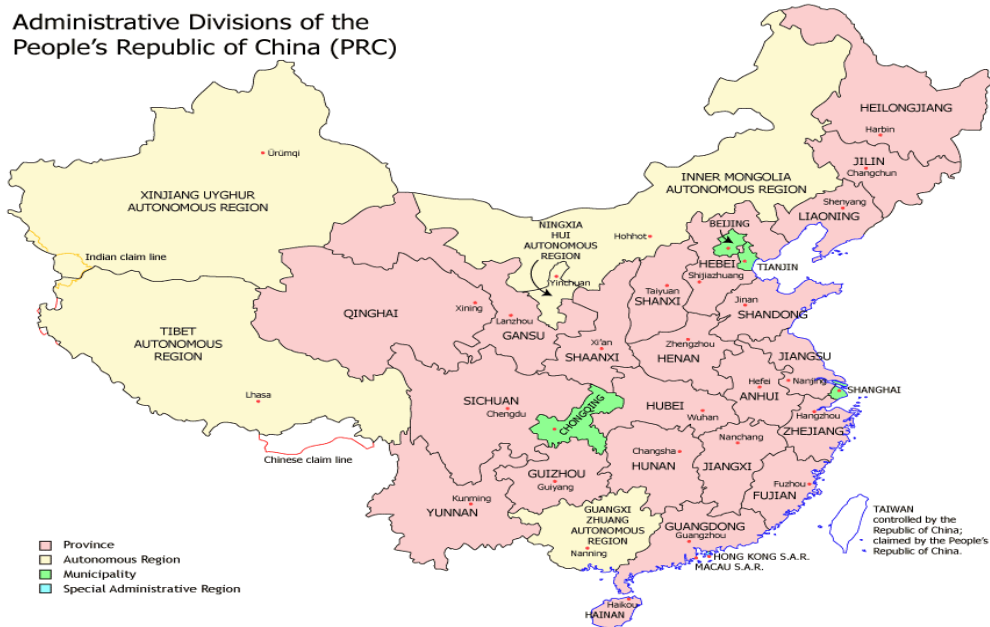 Administrative Divisions of the
People's Republic of China (PRC)
HEILONGJIANG
Harbin
JILIN
Changchun
Ürümqi
INNER MONGOLIA
AUTONOMOUS REGION
XINJIANG UYGHUR
AUTONOMOUS REGION
Shenyang
LIAONING
NINGXIA
HUI
AUTONOMOUS
REGION
BEIJING
Hohhot
Indian claim line
HEBEI
TIANJIN
Shijiazhuang
Yinchuan
Taiyuan
SHANXI
Jinan
SHANDONG
QINGHAI
Xining
Lanzhou
GANSU
TIBET
AUTONOMOUS
REGION
Xi'an
SHAANXI
Zhengzhou
HENAN
JIANGSU
Hefei
Nanjing
ANHUI
SHANGHAI
Lhasa
SICHUAN
Chengdu
CHONGQING
HUBEI
Wuhan
Hangzhou
ZHEJIANG
Nanchang
Chinese claim line
Changsha
HUNAN
JIANGXI
GUIZHOU
Guiyang
Fuzhou
FUJIAN
Kunming
YUNNAN
GUANGXI
ZHUANG
AUTONOMOUS
REGION
Nanning
GUANGDONG
Guangzhou
TAIWAN
controlled by the
Republic of China;
claimed by the People's
Republic of China.
HONG KONG S.A.R.
MACAU S.A.R.
Province
Autonomous Region
Municipality
Special Administrative Region
Haikou
HAINAN